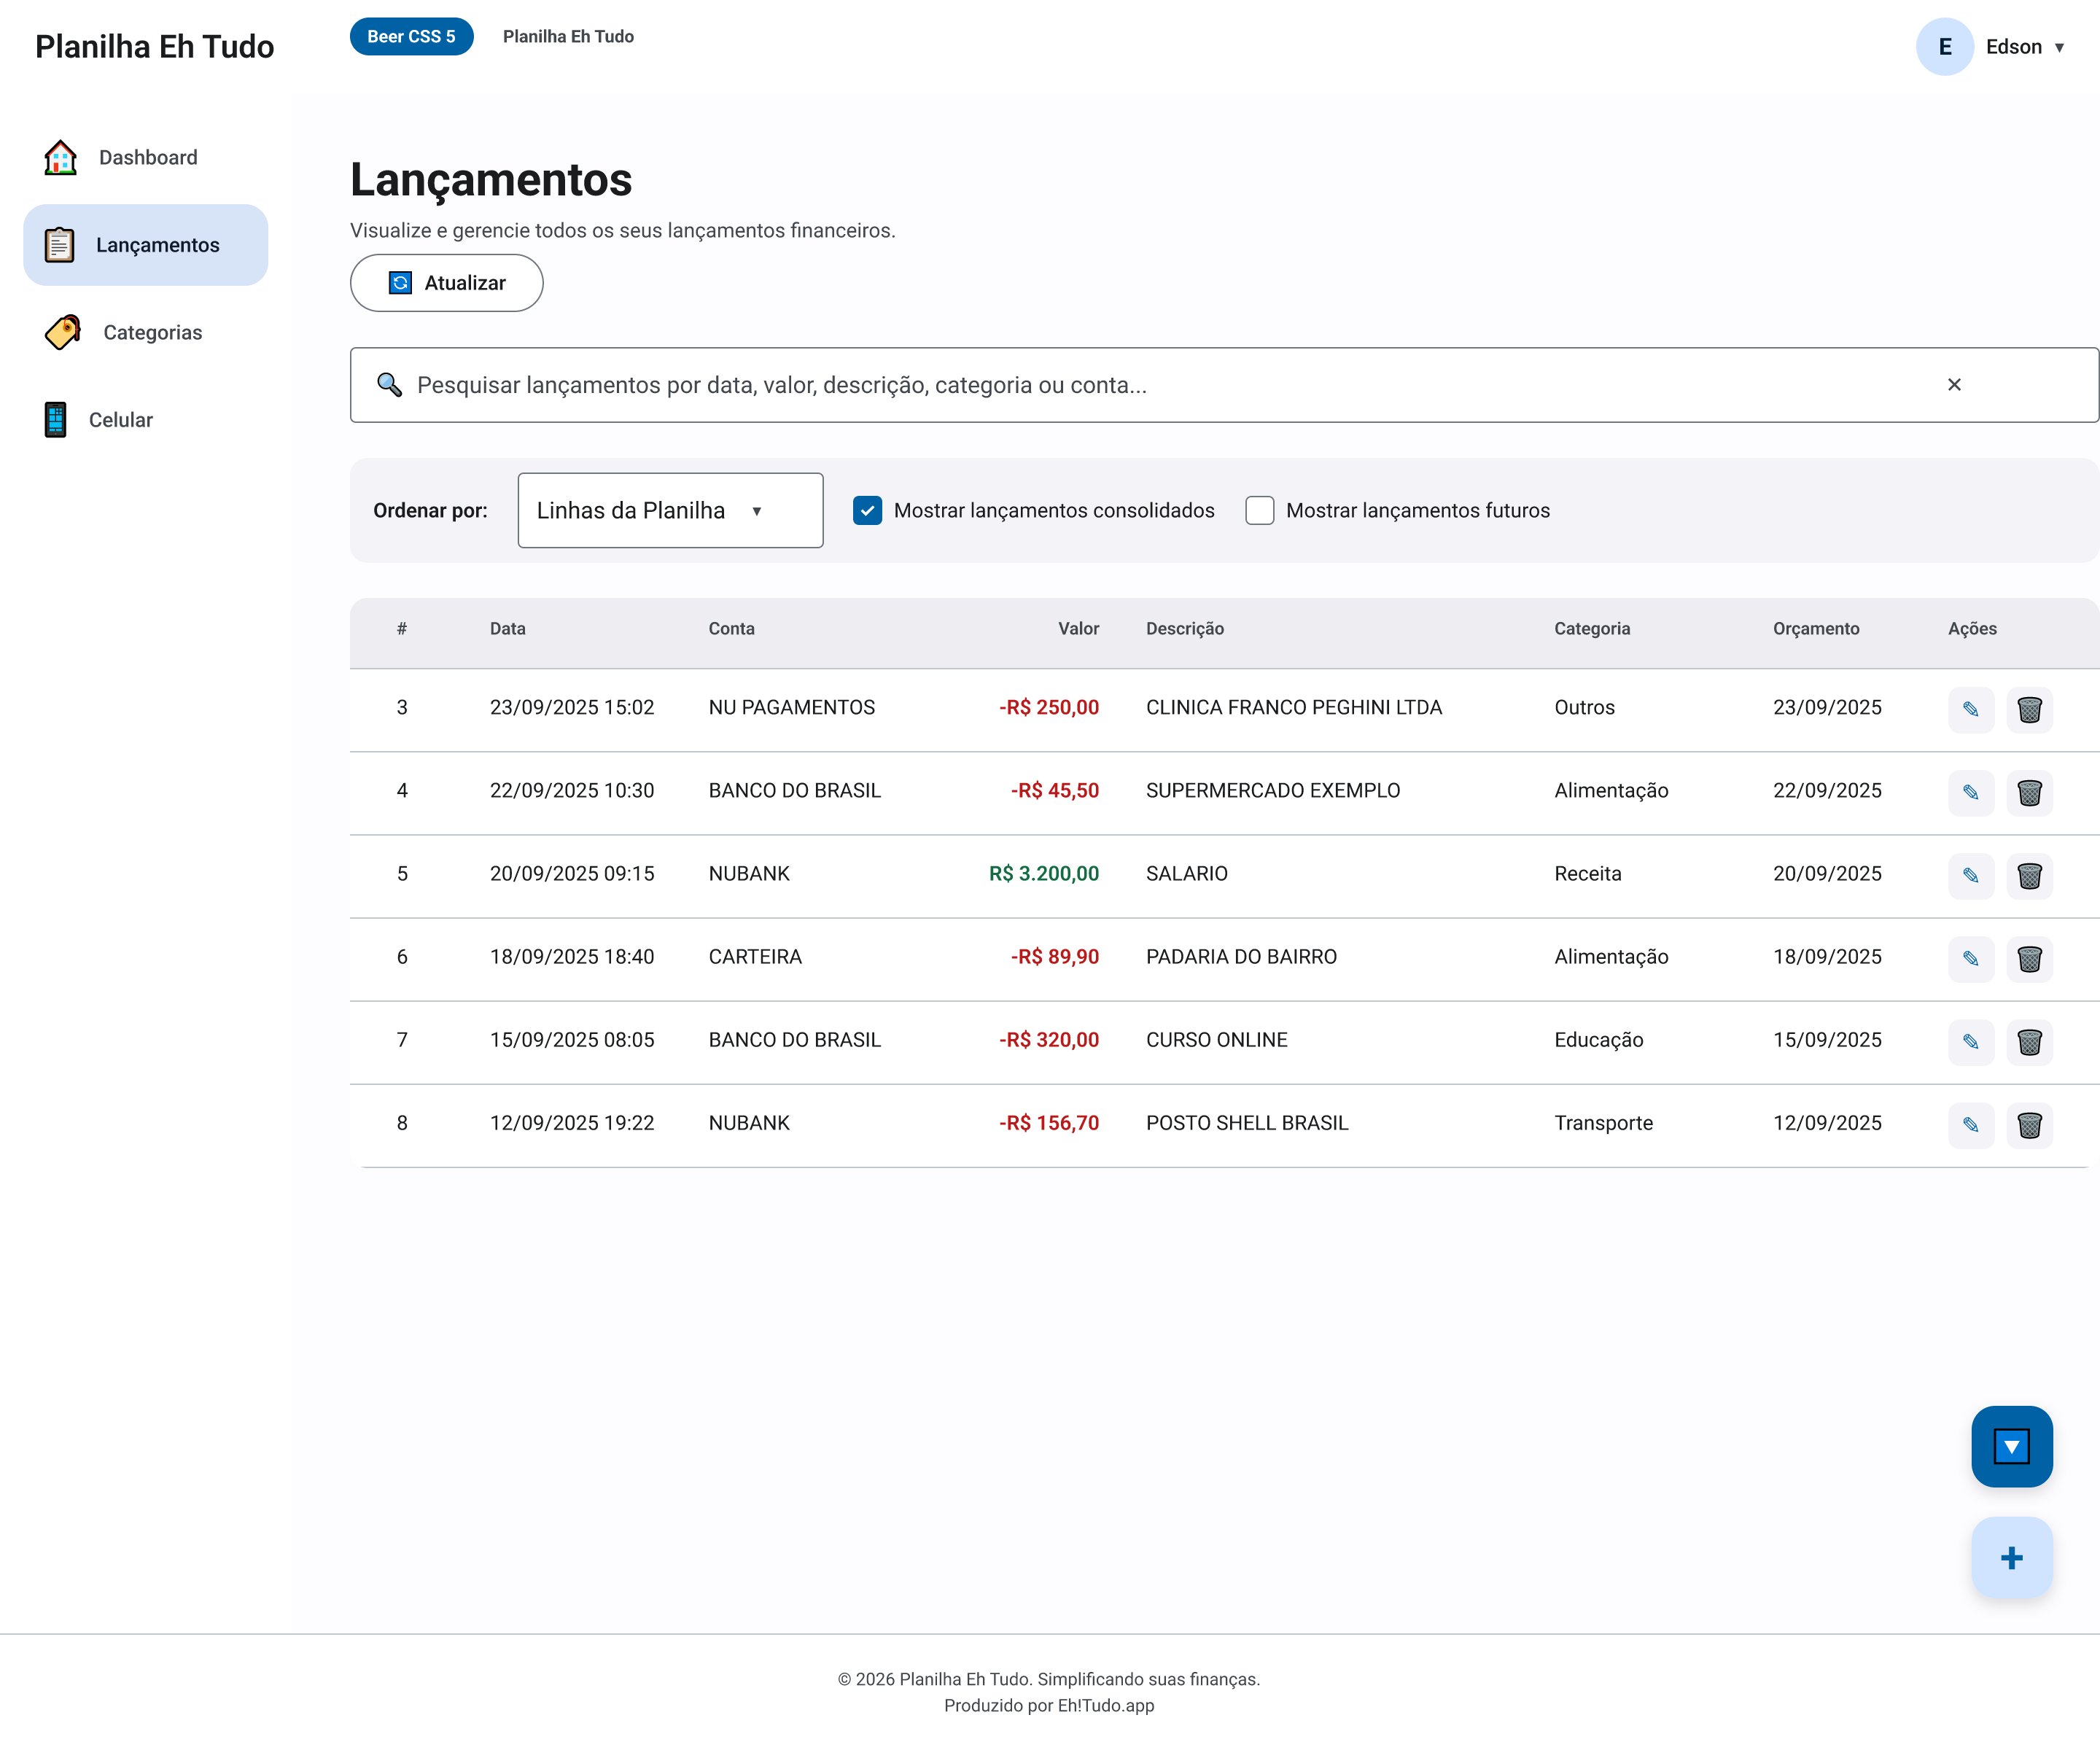 Planilha Eh Tudo
Beer CSS 5 Planilha Eh Tudo
E Edson ▼
Dashboard
Lançamentos
Categorias
Celular
Lançamentos
Visualize e gerencie todos os seus lançamentos financeiros.
Atualizar
Pesquisar lançamentos por data, valor, descrição, categoria ou conta...
Ordenar por: Linhas da Planilha ▼ Mostrar lançamentos consolidados Mostrar lançamentos futuros
# Data Conta Valor Descrição Categoria Orçamento Ações
3 23/09/2025 15:02 NU PAGAMENTOS -R$ 250,00 CLINICA FRANCO PEGHINI LTDA Outros 23/09/2025
4 22/09/2025 10:30 BANCO DO BRASIL -R$ 45,50 SUPERMERCADO EXEMPLO Alimentação 22/09/2025
5 20/09/2025 09:15 NUBANK R$ 3.200,00 SALARIO Receita 20/09/2025
6 18/09/2025 18:40 CARTEIRA -R$ 89,90 PADARIA DO BAIRRO Alimentação 18/09/2025
7 15/09/2025 08:05 BANCO DO BRASIL -R$ 320,00 CURSO ONLINE Educação 15/09/2025
8 12/09/2025 19:22 NUBANK -R$ 156,70 POSTO SHELL BRASIL Transporte 12/09/2025
© 2026 Planilha Eh Tudo. Simplificando suas finanças.
Produzido por Eh!Tudo.app